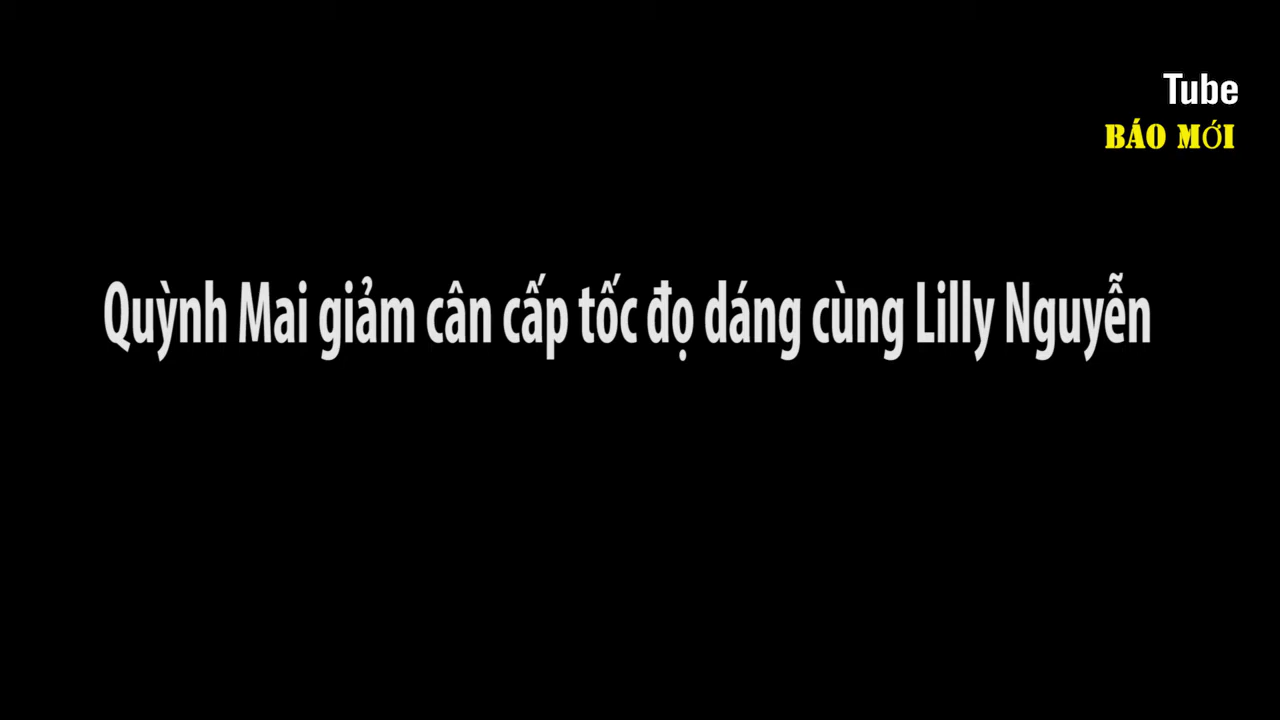 Tube
BÁO MỚI
Quỳnh Mai giảm cân cấp tốc đọ dáng cùng Lilly Nguyễn